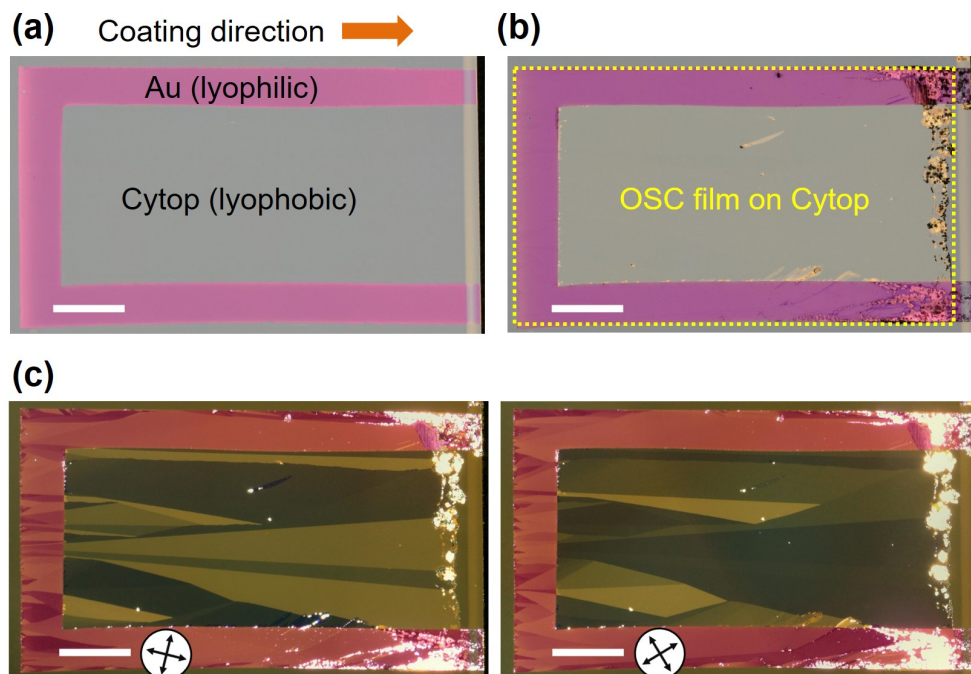 (a)
Coating direction
Au (lyophilic)
Cytop (lyophobic)
(b)
OSC film on Cytop
(c)